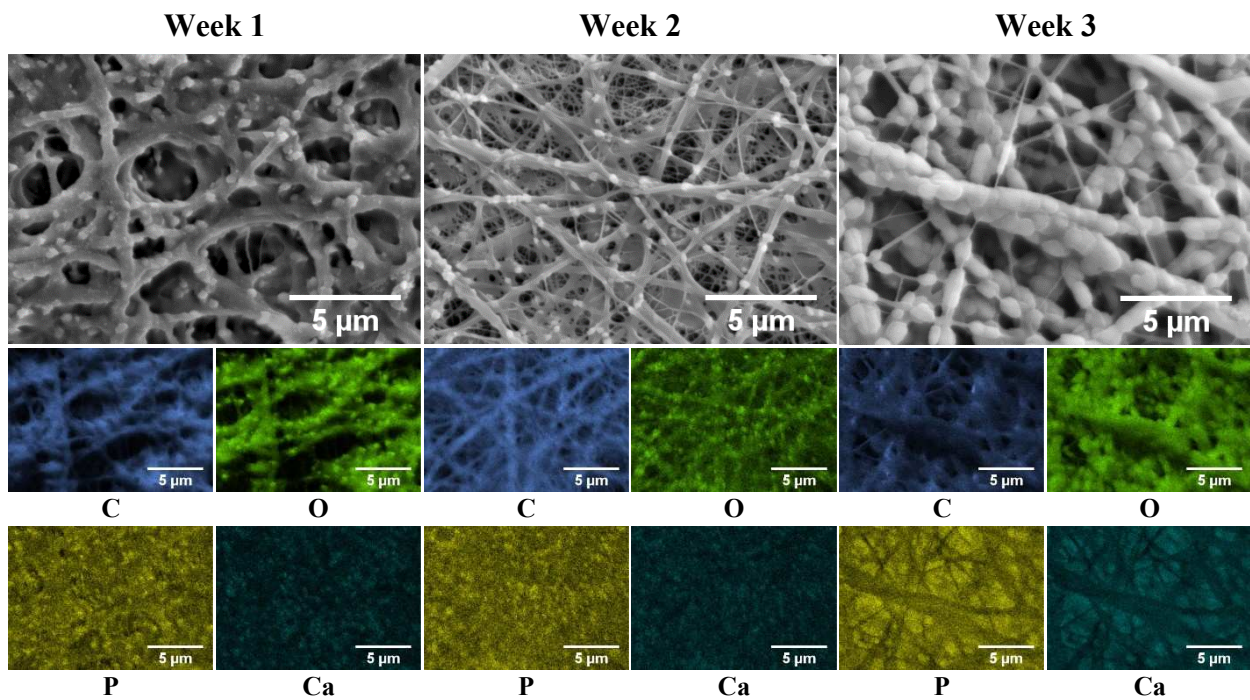 Week 1 Week 2 Week 3
5 µm 5 µm 5 µm
5 µm 5 µm 5 µm 5 µm 5 µm 5 µm
C O C O C O
5 µm 5 µm 5 µm 5 µm 5 µm 5 µm
P Ca P Ca P Ca